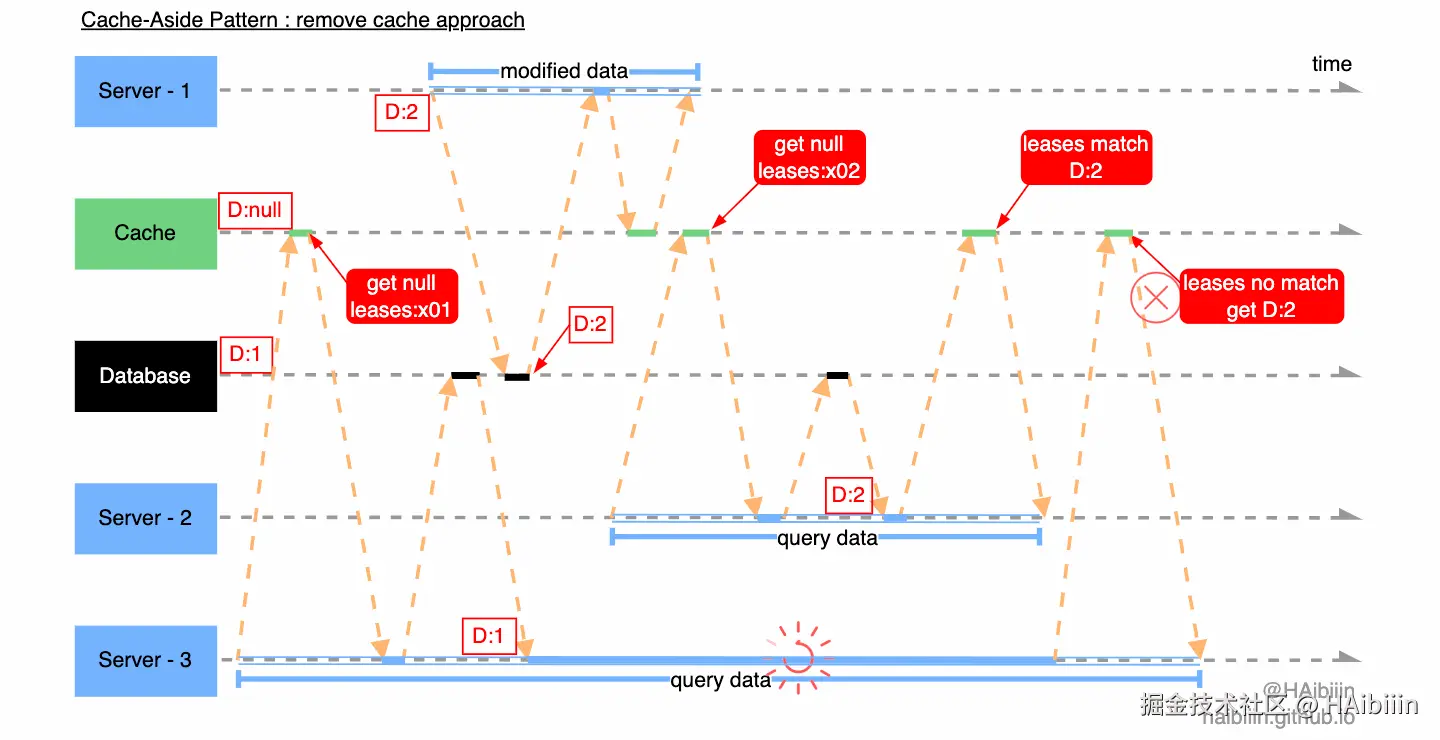 Cache-Aside Pattern : remove cache approach
time
modified data
Server - 1
D:2
get null
leases:x02
leases match
D:2
D:null
Cache
get null
leases:x01
leases no match
get D:2
D:2
D:1
Database
D:2
Server - 2
query data
D:1
Server - 3
query data
@HAibiiin
掘金技术社区 @ HAibiiin
haibiiin.github.io